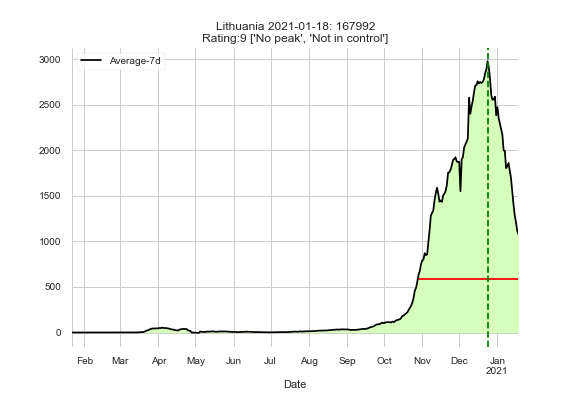 Lithuania 2021-01-18: 167992
Rating:9 ['No peak', 'Not in control']
Average-7d
3000
2500
2000
1500
1000
500
0
Feb Mar Apr May Jun Jul Aug Sep Oct Nov Dec Jan
2021
Date